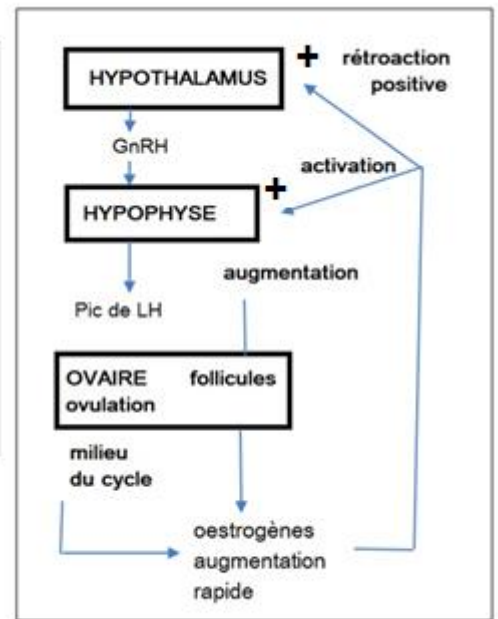 + rétroaction
positive
HYPOTHALAMUS
GnRH
activation
+
HYPOPHYSE
augmentation
Pic de LH
OVAIRE follicules
ovulation
milieu
du cycle
oestrogènes
augmentation
rapide